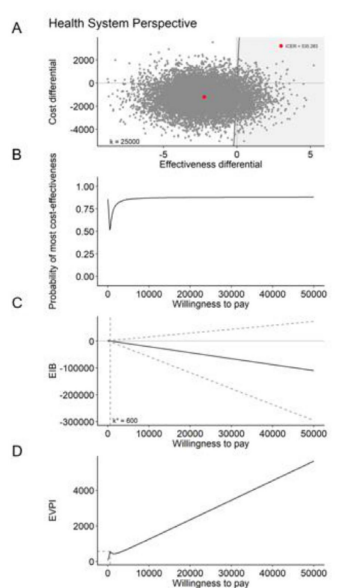 Health System Perspective
A
2000
0
-2000
-4000
Cost differential
k = 25000
-5
0
5
Effectiveness differential
B
1.00
0.75
0.50
0.25
0.00
Probability of most cost-effectiveness
0
10000
20000
30000
40000
50000
Willingness to pay
C
0
-100000
-200000
-300000
EIB
k* = 600
0
10000
20000
30000
40000
50000
Willingness to pay
D
4000
2000
0
EVPI
0
10000
20000
30000
40000
50000
Willingness to pay